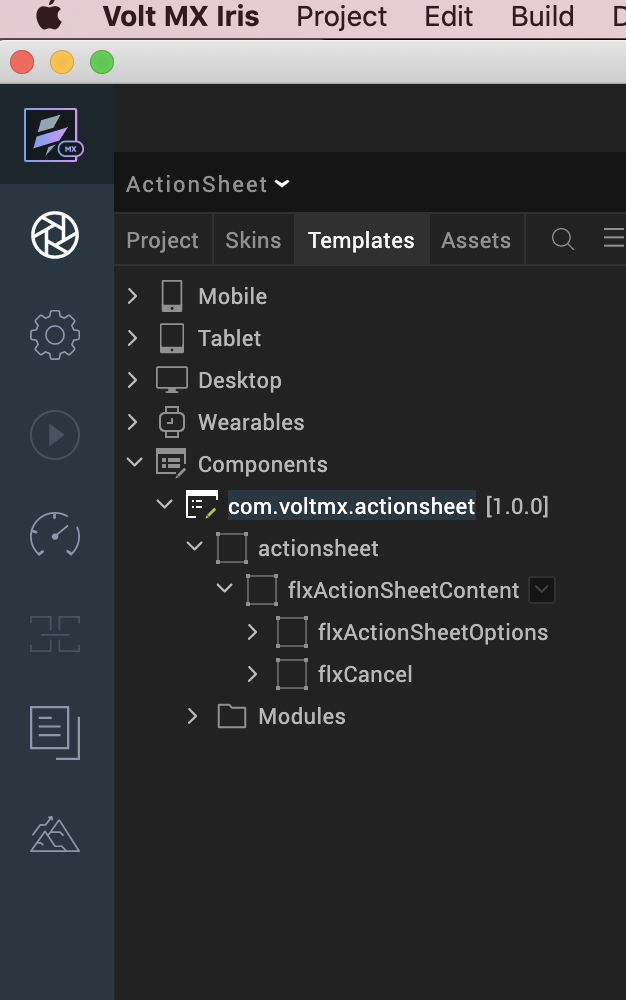 Volt MX Iris Project Edit Build
MX
ActionSheet
Project Skins Templates Assets
Mobile
Tablet
Desktop
Wearables
Components
com.voltmx.actionsheet [1.0.0]
actionsheet
flxActionSheetContent
flxActionSheetOptions
flxCancel
Modules